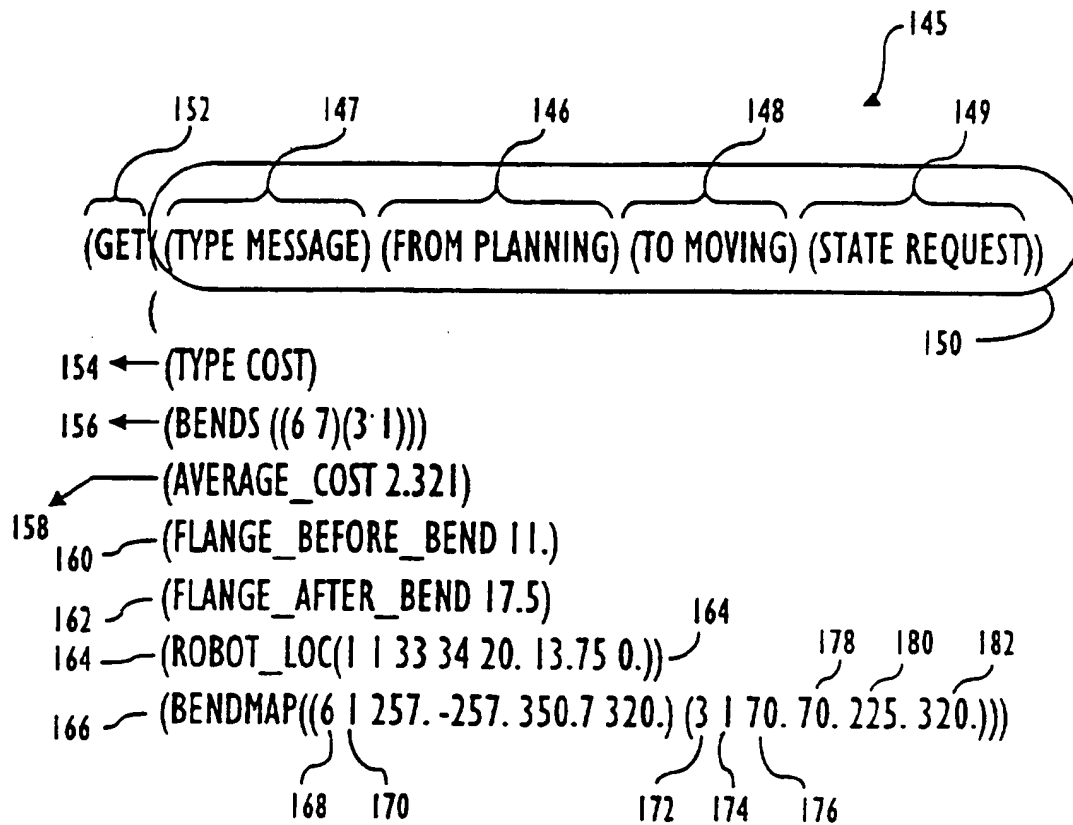 145
152 147 146 148 149
(GET ((TYPE MESSAGE) (FROM PLANNING) (TO MOVING) (STATE REQUEST))
150
(
154 (TYPE COST)
156 (BENDS ((6 7)(3 1)))
(AVERAGE_COST 2.321)
158
160 (FLANGE_BEFORE_BEND 11.)
162 (FLANGE_AFTER_BEND 17.5)
164 (ROBOT_LOC(1 1 33 34 20. 13.75 0.)) 164
178 180 182
166 (BENDMAP((6 1 257. -257. 350.7 320.) (3 1 70. 70. 225. 320.)))
168 170 172 174 176